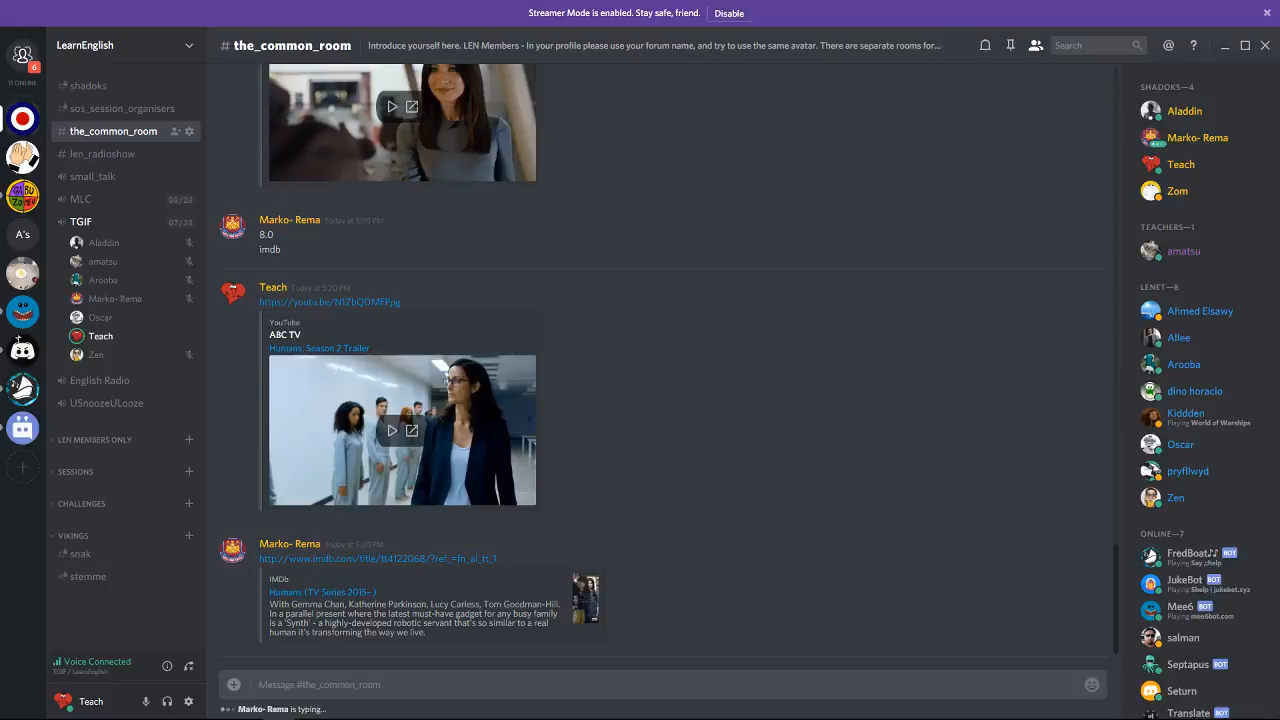 Streamer Mode is enabled. Stay safe, friend. Disable
6
11 ONLINE
A's
LearnEnglish
shadoks
sos_session_organisers
the_common_room
len_radioshow
small_talk
MLC 00/20
TGIF 07/20
Aladdin
amatsu
Arooba
Marko- Rema
Oscar
Teach
Zen
English Radio
USnoozeULooze
LEN MEMBERS ONLY
SESSIONS
CHALLENGES
VIKINGS
snak
stemme
Voice Connected
TGIF / LearnEnglish
Teach
# the_common_room Introduce yourself here. LEN Members - In your profile please use your forum name, and try to use the same avatar. There are separate rooms for...
Search
Marko- Rema Today at 5:20 PM
8.0
imdb
Teach Today at 5:20 PM
https://youtu.be/N1ZbQDMFPpg
YouTube
ABC TV
Humans: Season 2 Trailer
Marko- Rema Today at 5:20 PM
http://www.imdb.com/title/tt4122068/?ref_=fn_al_tt_1
IMDb
Humans (TV Series 2015– )
With Gemma Chan, Katherine Parkinson, Lucy Carless, Tom Goodman-Hill.
In a parallel present where the latest must-have gadget for any busy family
is a 'Synth' - a highly-developed robotic servant that's so similar to a real
human it's transforming the way we live.
Message #the_common_room
Marko- Rema is typing...
SHADOKS—4
Aladdin
Marko- Rema
Teach
Zom
TEACHERS—1
amatsu
LENET—8
Ahmed Elsawy
Allee
Arooba
dino horacio
Kiddden
Playing World of Warships
Oscar
pryfllwyd
Zen
ONLINE—7
FredBoat♪♪ BOT
Playing Say ;;help
JukeBot BOT
Playing $help | jukebot.xyz
Mee6 BOT
Playing mee6bot.com
salman
Septapus BOT
Seturn
Translate BOT